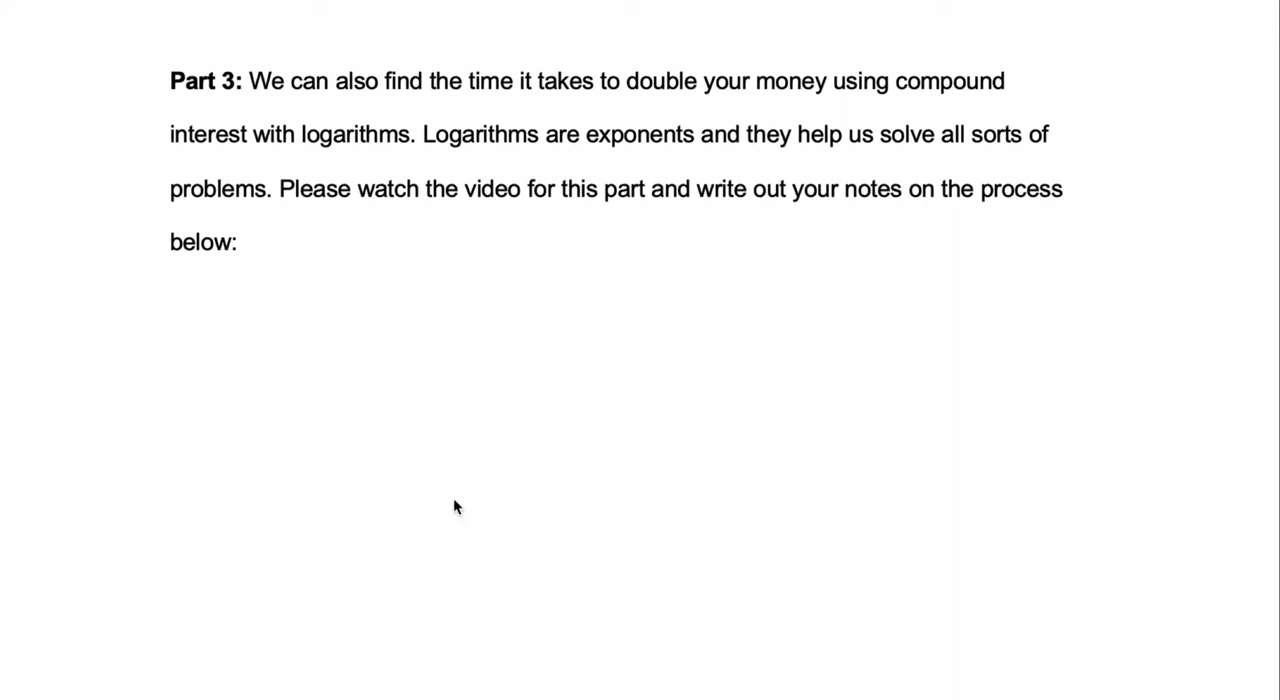 Part 3: We can also find the time it takes to double your money using compound
interest with logarithms. Logarithms are exponents and they help us solve all sorts of
problems. Please watch the video for this part and write out your notes on the process
below: